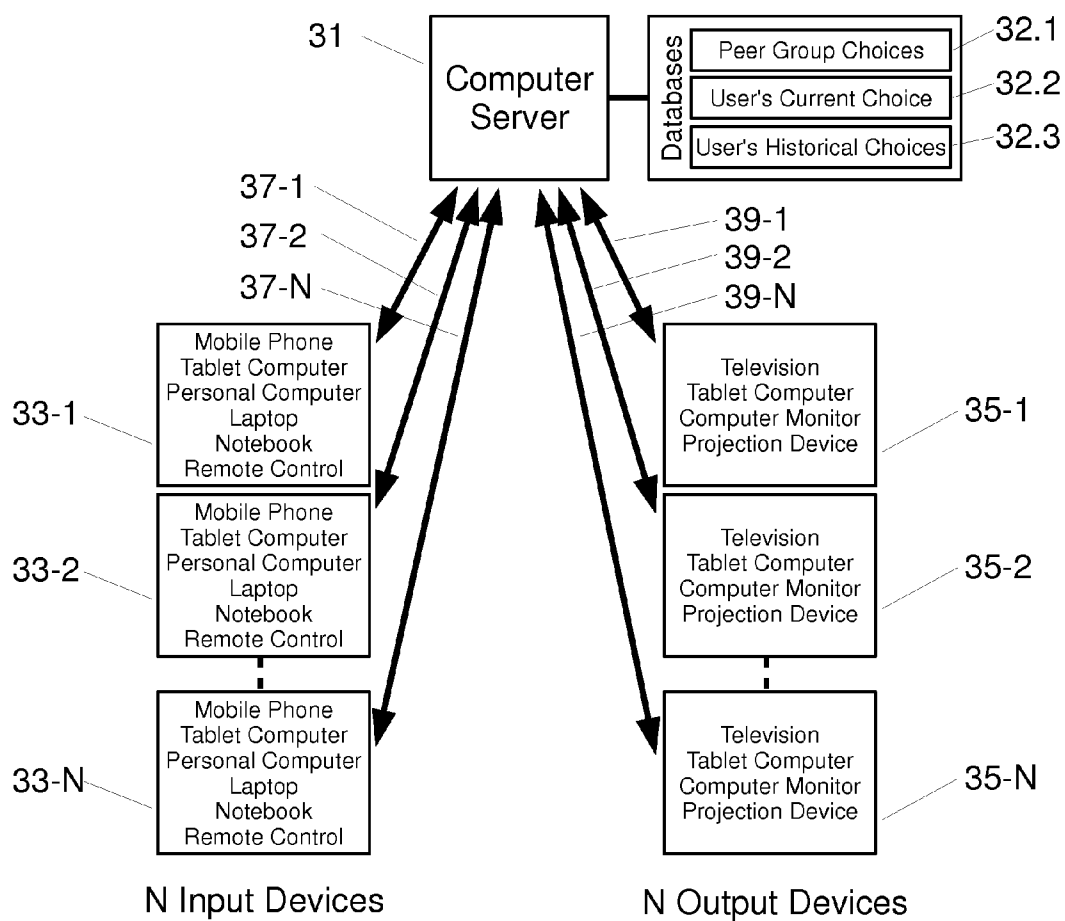 31
Computer
Server
Databases
Peer Group Choices
User's Current Choice
User's Historical Choices
32.1
32.2
32.3
37-1
37-2
37-N
39-1
39-2
39-N
33-1
Mobile Phone
Tablet Computer
Personal Computer
Laptop
Notebook
Remote Control
33-2
Mobile Phone
Tablet Computer
Personal Computer
Laptop
Notebook
Remote Control
33-N
Mobile Phone
Tablet Computer
Personal Computer
Laptop
Notebook
Remote Control
N Input Devices
Television
Tablet Computer
Computer Monitor
Projection Device
35-1
Television
Tablet Computer
Computer Monitor
Projection Device
35-2
Television
Tablet Computer
Computer Monitor
Projection Device
35-N
N Output Devices